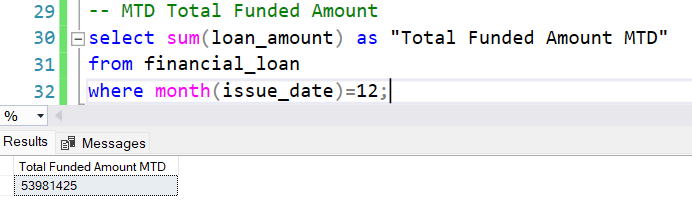 29 -- MTD Total Funded Amount
30 select sum(loan_amount) as "Total Funded Amount MTD"
31 from financial_loan
32 where month(issue_date)=12;
%
Results Messages
Total Funded Amount MTD
53981425